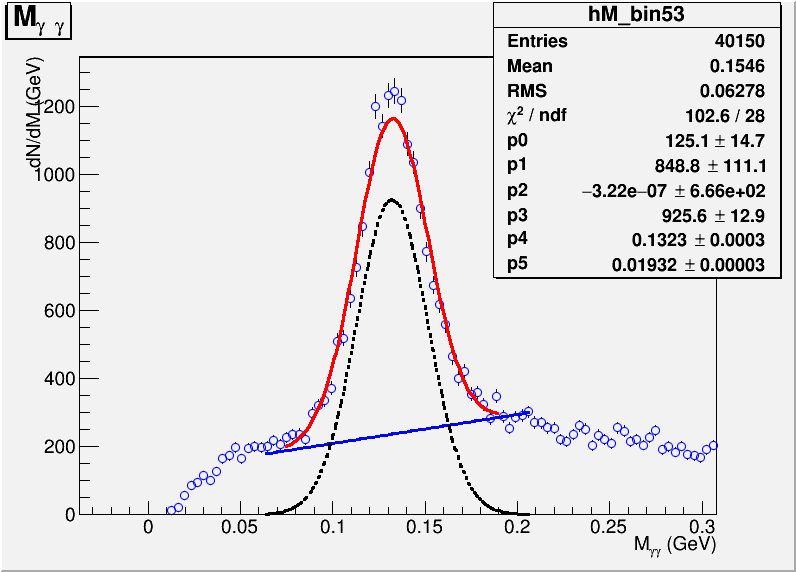 M_γγ
hM_bin53
Entries 40150
Mean 0.1546
RMS 0.06278
χ² / ndf 102.6 / 28
p0 125.1 ± 14.7
p1 848.8 ± 111.1
p2 −3.22e−07 ± 6.66e+02
p3 925.6 ± 12.9
p4 0.1323 ± 0.0003
p5 0.01932 ± 0.00003
dN/dM (GeV)
1200
1000
800
600
400
200
0
0 0.05 0.1 0.15 0.2 0.25 0.3
M_γγ (GeV)